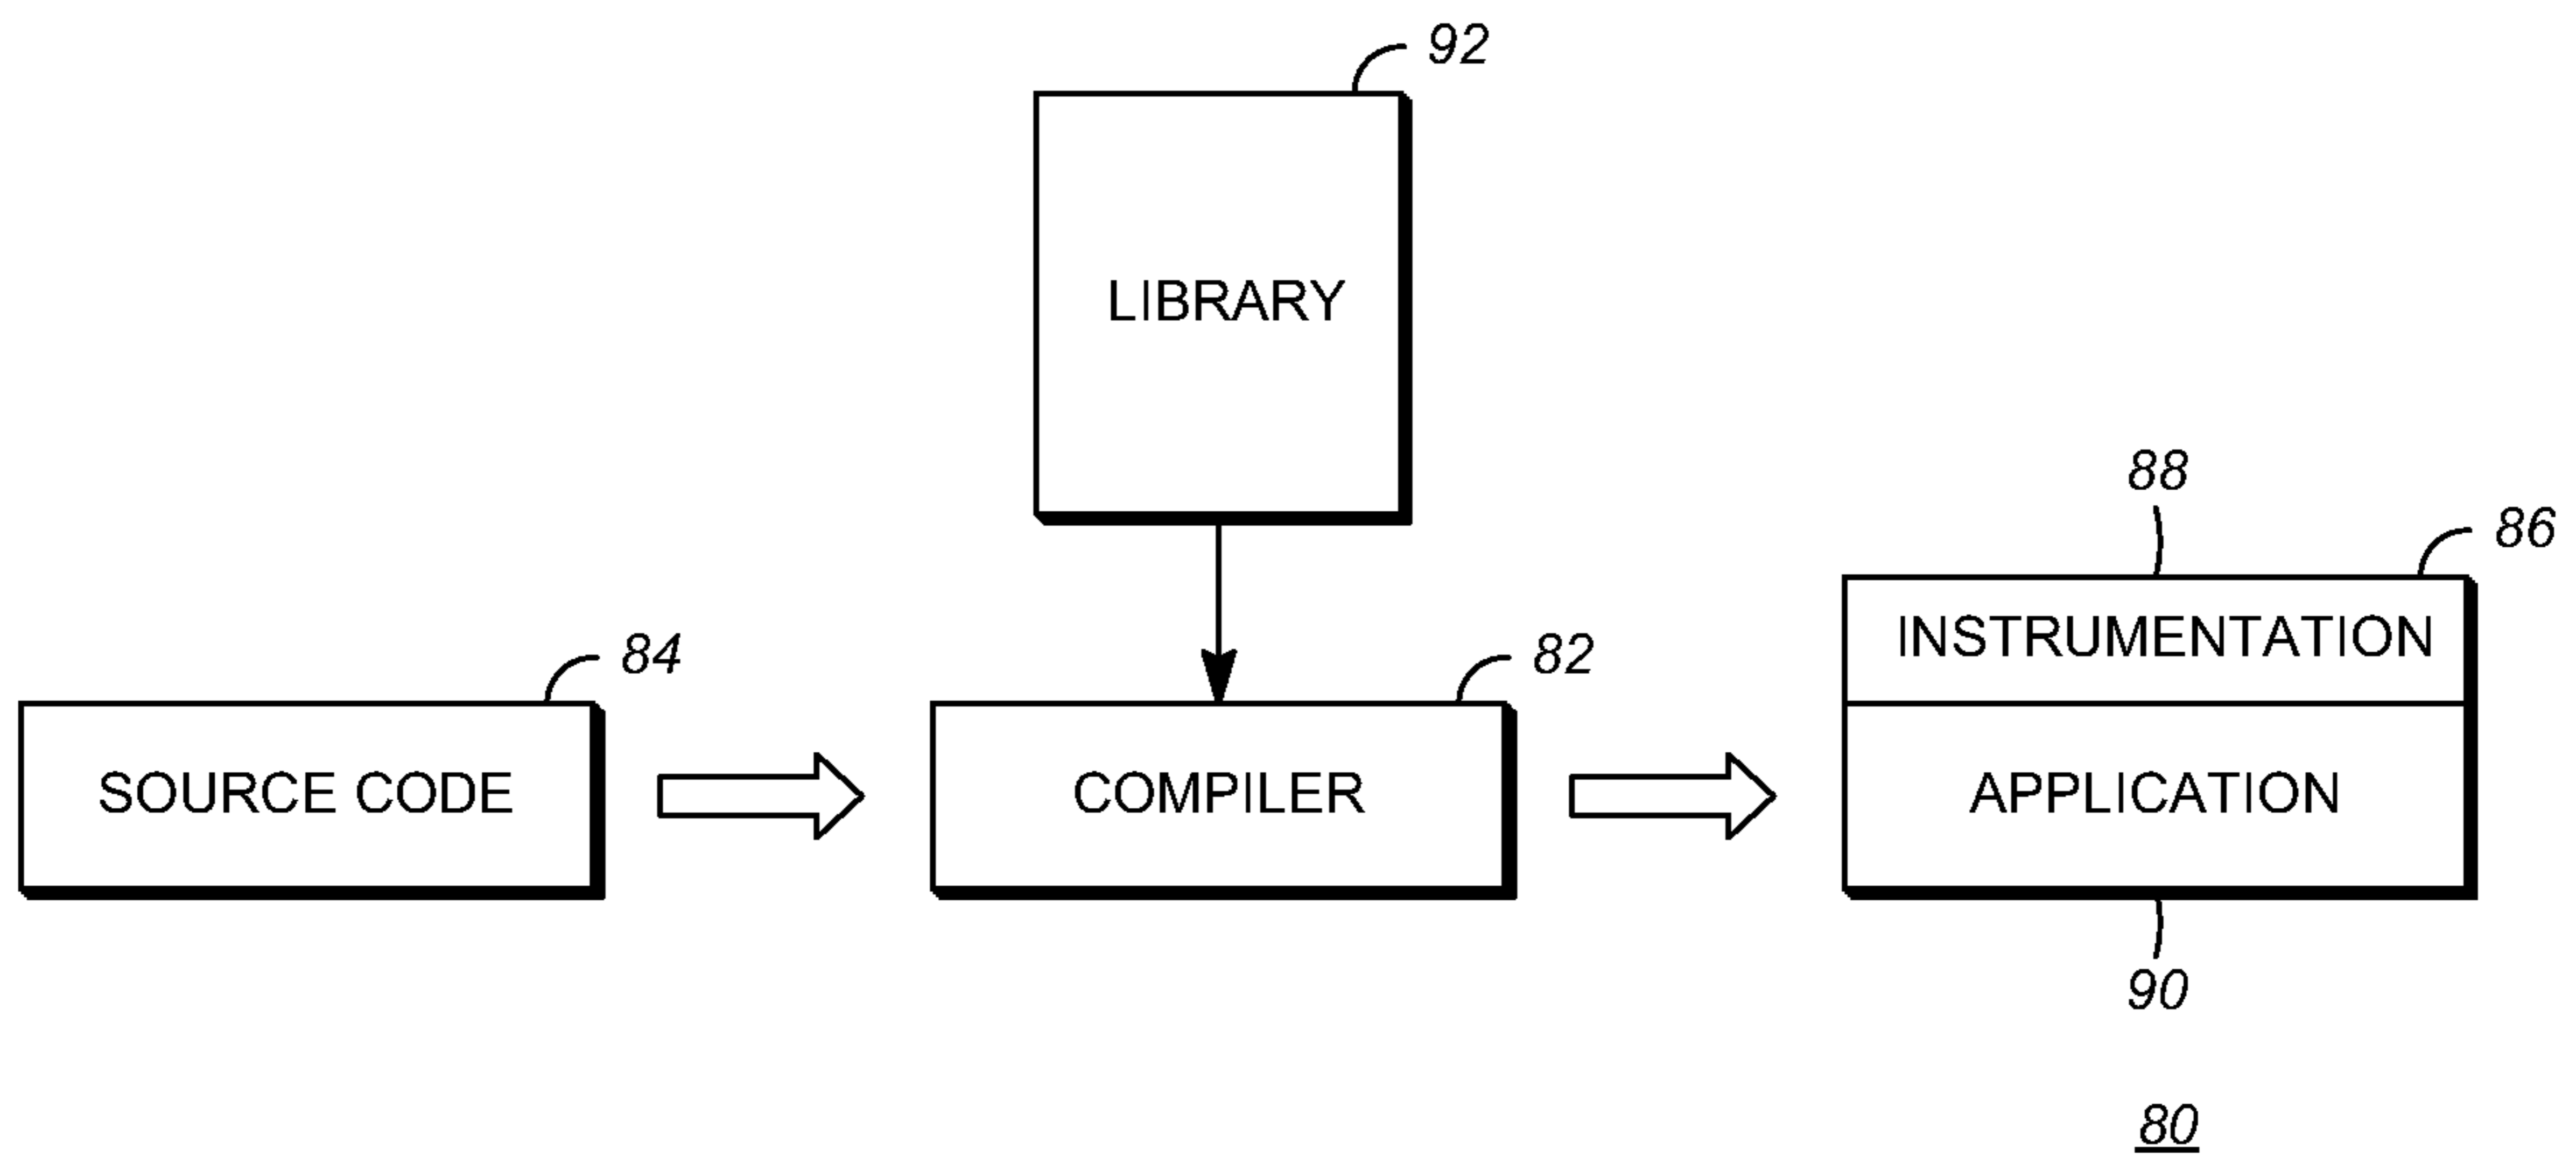 92
LIBRARY
88
86
INSTRUMENTATION
84
82
SOURCE CODE
COMPILER
APPLICATION
90
80